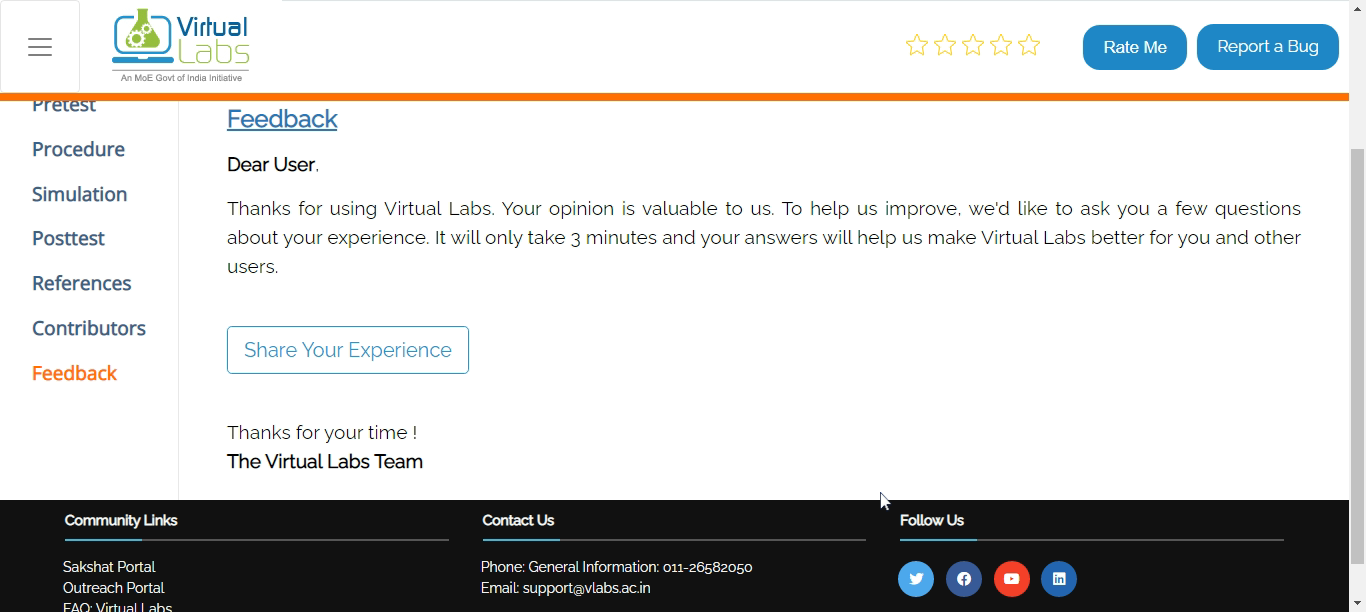 Virtual
Labs
An MoE Govt of India Initiative
Rate Me
Report a Bug
Pretest
Procedure
Simulation
Posttest
References
Contributors
Feedback
Feedback
Dear User.
Thanks for using Virtual Labs. Your opinion is valuable to us. To help us improve, we'd like to ask you a few questions
about your experience. It will only take 3 minutes and your answers will help us make Virtual Labs better for you and other
users.
Share Your Experience
Thanks for your time !
The Virtual Labs Team
Community Links
Sakshat Portal
Outreach Portal
FAQ: Virtual Labs
Contact Us
Phone: General Information: 011-26582050
Email: support@vlabs.ac.in
Follow Us